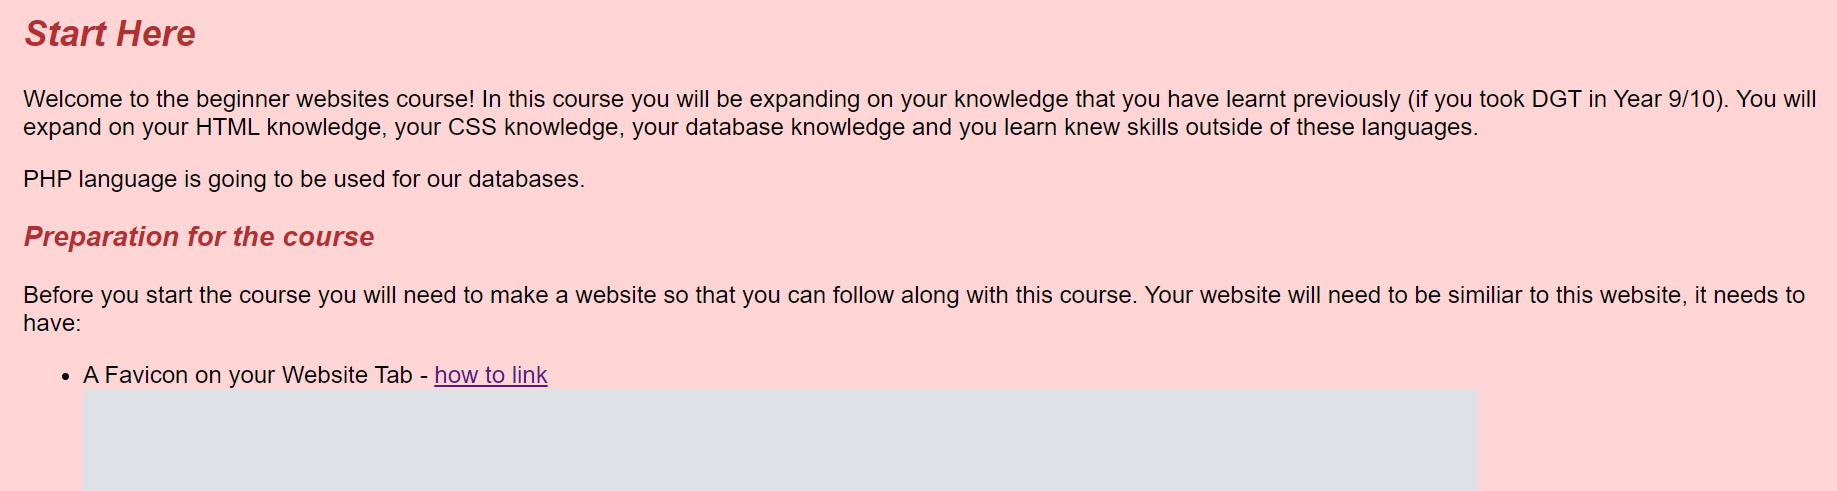 Start Here
Welcome to the beginner websites course! In this course you will be expanding on your knowledge that you have learnt previously (if you took DGT in Year 9/10). You will
expand on your HTML knowledge, your CSS knowledge, your database knowledge and you learn knew skills outside of these languages.
PHP language is going to be used for our databases.
Preparation for the course
Before you start the course you will need to make a website so that you can follow along with this course. Your website will need to be similiar to this website, it needs to
have:
• A Favicon on your Website Tab - how to link